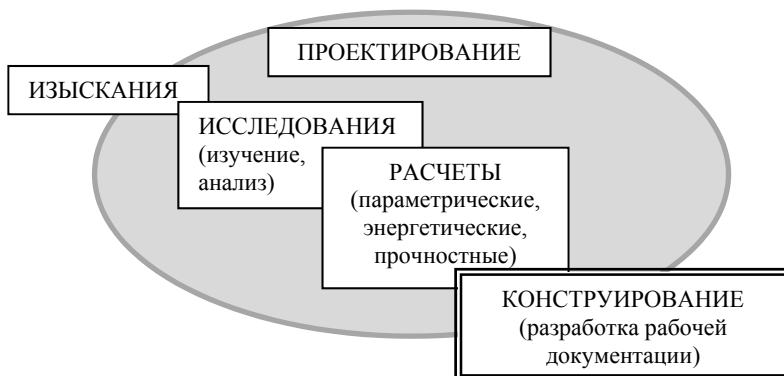 ПРОЕКТИРОВАНИЕ
ИЗЫСКАНИЯ
ИССЛЕДОВАНИЯ
(изучение,
анализ)
РАСЧЕТЫ
(параметрические,
энергетические,
прочностные)
КОНСТРУИРОВАНИЕ
(разработка рабочей
документации)